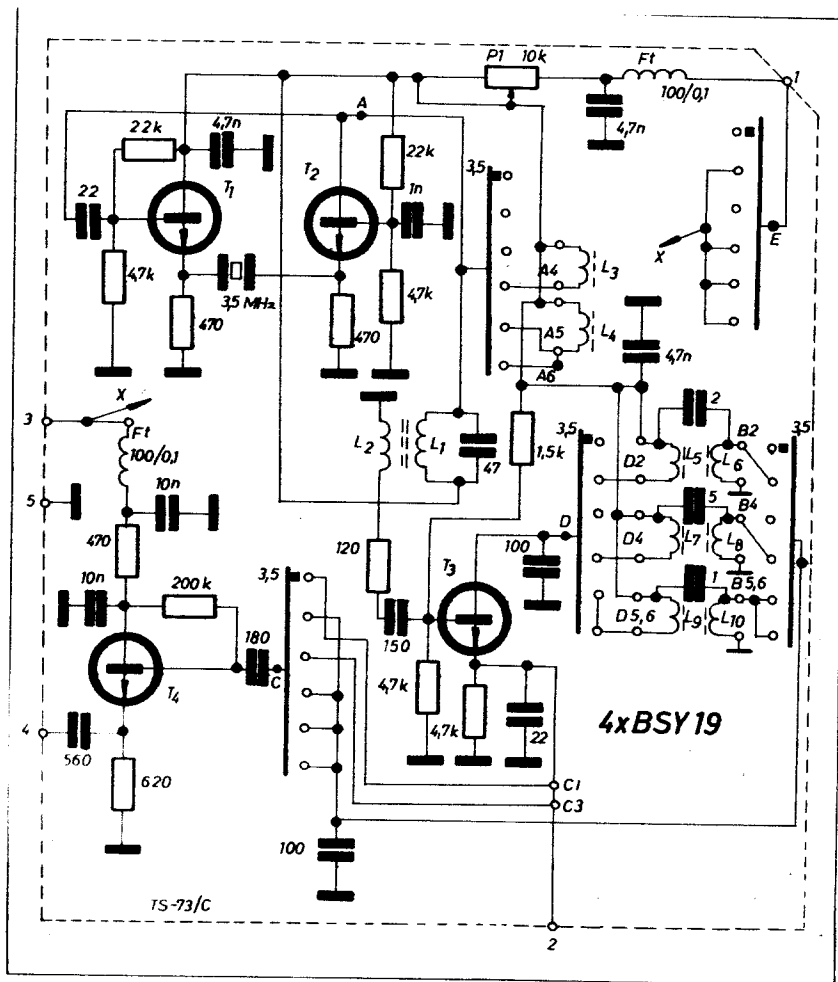 P1
10k
Ft
100/0,1
1
4,7n
22k
4,7n
A
22k
T1
T2
1n
22
3,5
E
X
4,7k
3,5 MHz
470
470
4,7k
A4
L3
A5
L4
A6
4,7n
2
3
X
Ft
100/0,1
5
10n
470
L2
L1
47
1,5k
3,5
D2
L5
L6
B2
3,5
5
D4
L7
L8
B4
1
D5,6
L9
L10
B5,6
120
T3
D
100
10n
200k
3,5
180
C
150
T4
4
560
620
4,7k
4,7k
22
4xBSY19
C1
C3
100
TS-73/C
2